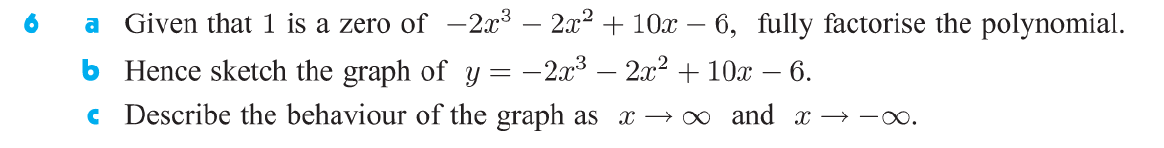 6 a Given that 1 is a zero of −2x³ − 2x² + 10x − 6, fully factorise the polynomial.
b Hence sketch the graph of y = −2x³ − 2x² + 10x − 6.
c Describe the behaviour of the graph as x → ∞ and x → −∞.